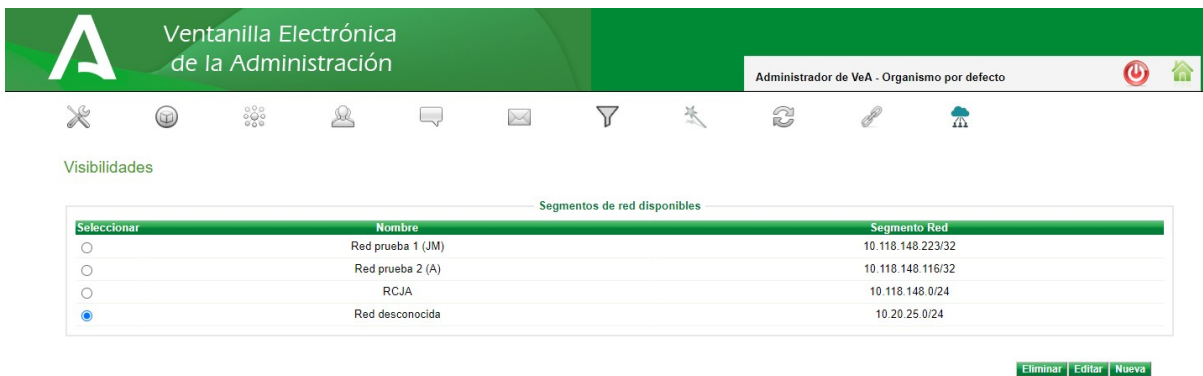 Ventanilla Electrónica
de la Administración
Administrador de VeA - Organismo por defecto
Visibilidades
Segmentos de red disponibles
Seleccionar Nombre Segmento Red
Red prueba 1 (JM) 10.118.148.223/32
Red prueba 2 (A) 10.118.148.116/32
RCJA 10.118.148.0/24
Red desconocida 10.20.25.0/24
Eliminar Editar Nueva